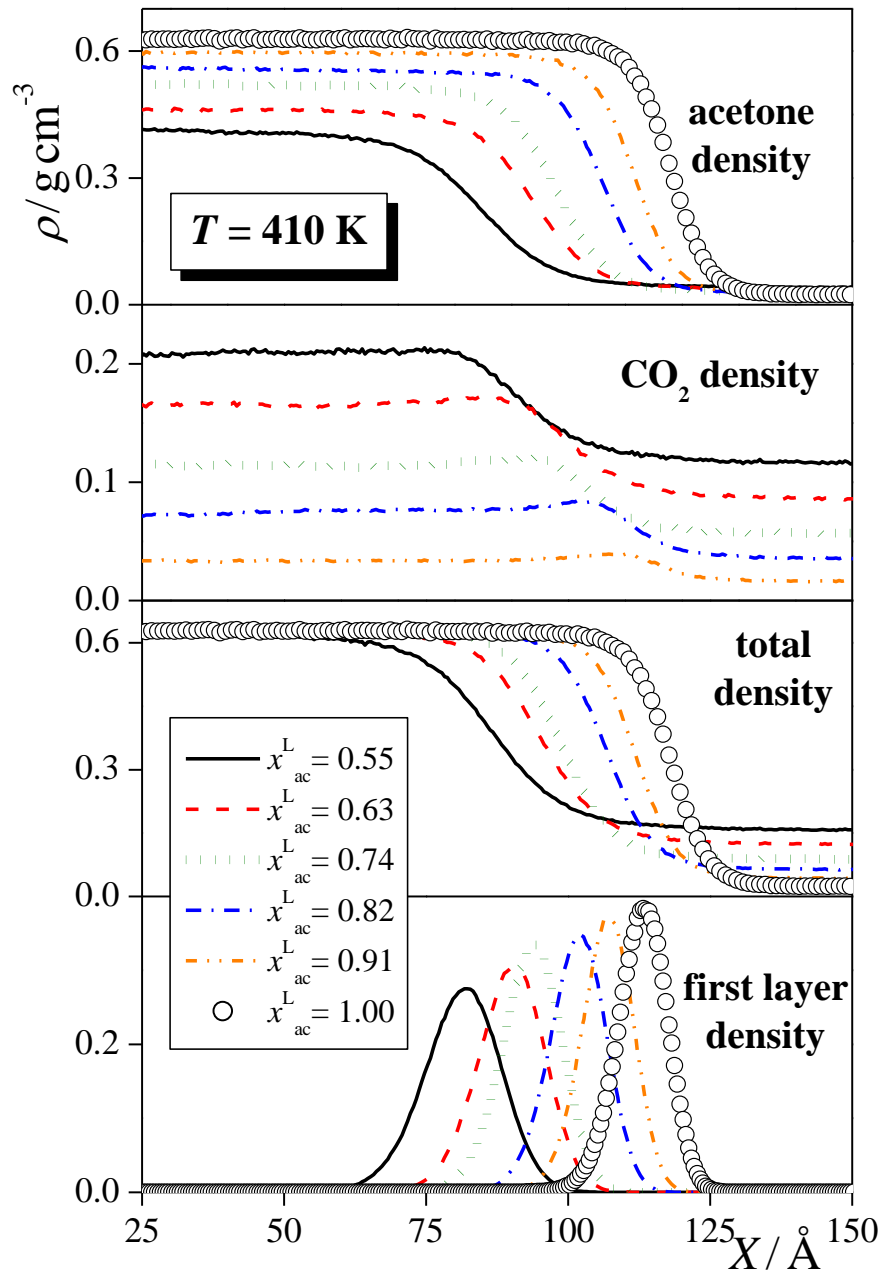 ρ / g cm⁻³
0.6
0.3
0.0
acetone
density
T = 410 K
0.2
0.1
0.0
CO₂ density
0.6
0.3
0.0
total
density
xᴸac = 0.55
xᴸac = 0.63
xᴸac = 0.74
xᴸac = 0.82
xᴸac = 0.91
xᴸac = 1.00
first layer
density
0.2
0.0
25 50 75 100 125 150
X / Å